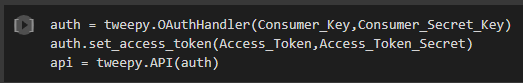 auth = tweepy.OAuthHandler(Consumer_Key,Consumer_Secret_Key)
auth.set_access_token(Access_Token,Access_Token_Secret)
api = tweepy.API(auth)